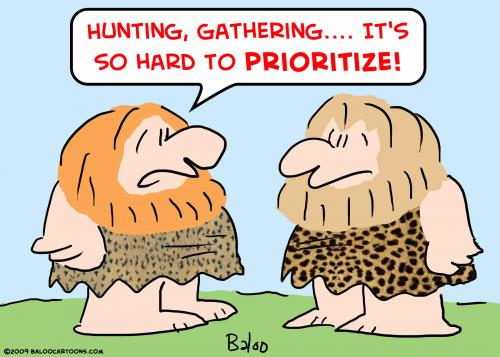 HUNTING, GATHERING.... IT'S
SO HARD TO PRIORITIZE!
Baloo
©2009 BALOOCARTOONS.COM